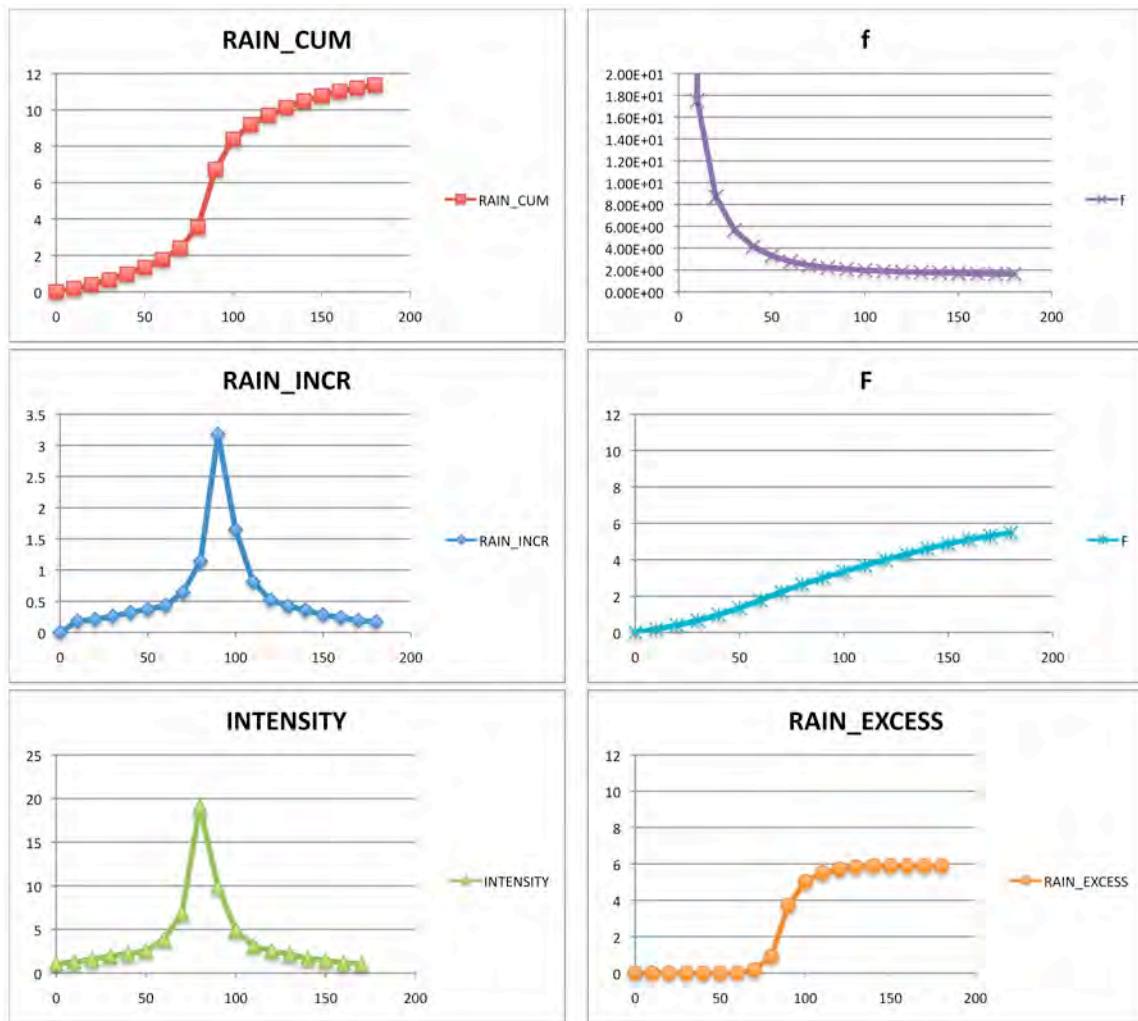 RAIN_CUM
12
10
8
6
4
2
0
0 50 100 150 200
RAIN_CUM
f
2.00E+01
1.80E+01
1.60E+01
1.40E+01
1.20E+01
1.00E+01
8.00E+00
6.00E+00
4.00E+00
2.00E+00
0.00E+00
0 50 100 150 200
f
RAIN_INCR
3.5
3
2.5
2
1.5
1
0.5
0
0 50 100 150 200
RAIN_INCR
F
12
10
8
6
4
2
0
0 50 100 150 200
F
INTENSITY
25
20
15
10
5
0
0 50 100 150 200
INTENSITY
RAIN_EXCESS
12
10
8
6
4
2
0
0 50 100 150 200
RAIN_EXCESS